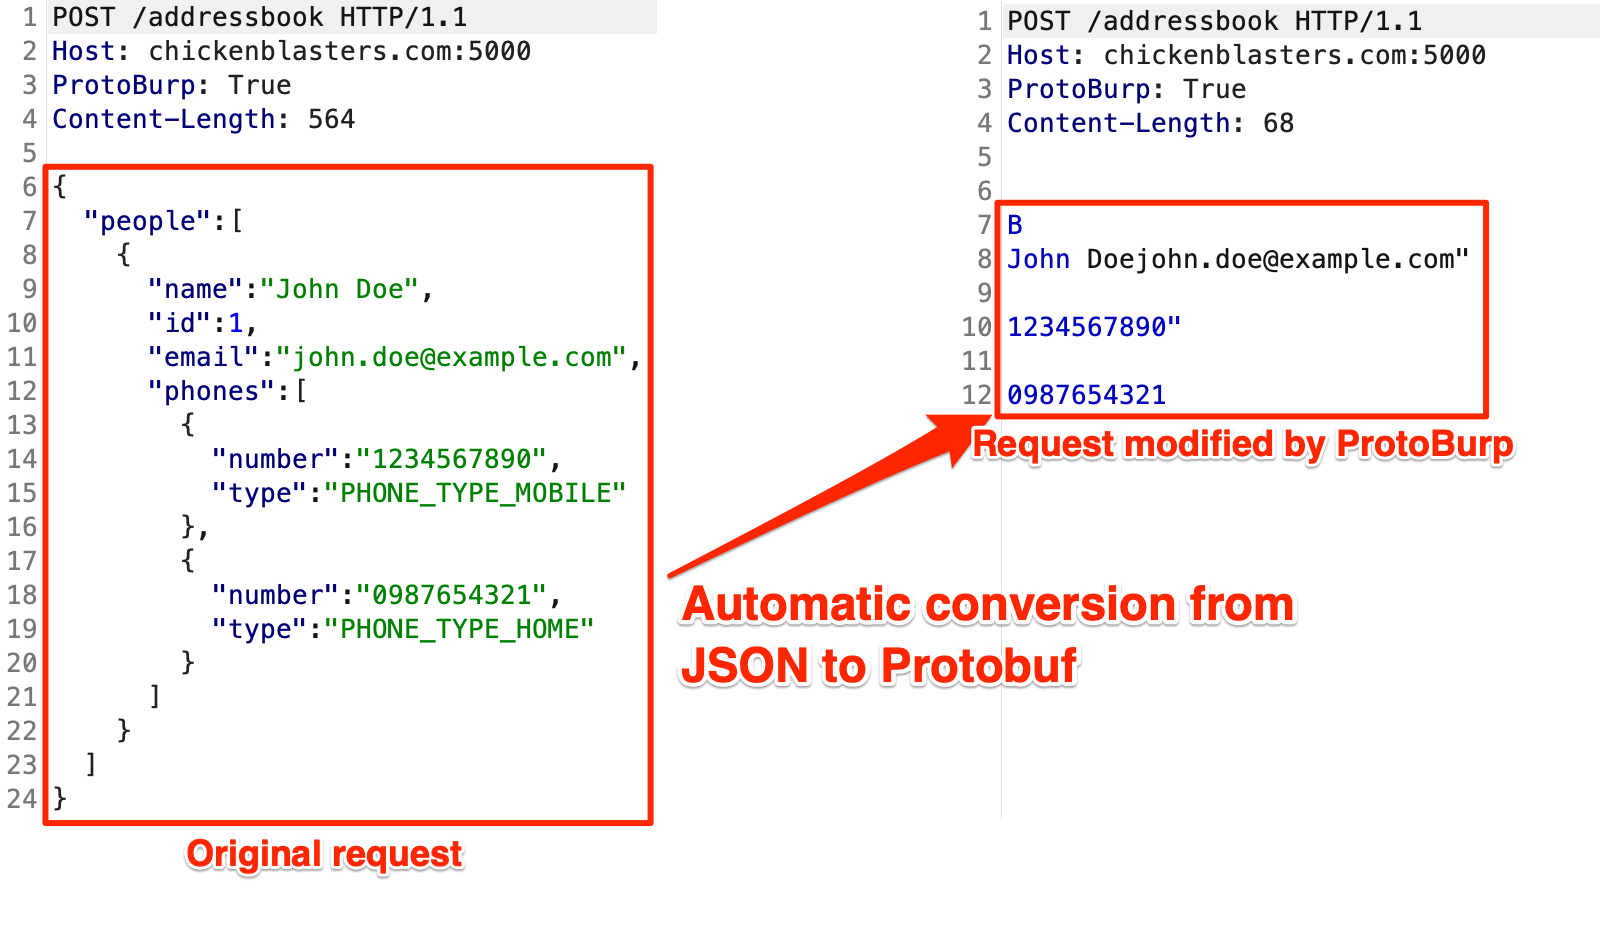 1 POST /addressbook HTTP/1.1
2 Host: chickenblasters.com:5000
3 ProtoBurp: True
4 Content-Length: 564
5
6 {
7 "people":[
8 {
9 "name":"John Doe",
10 "id":1,
11 "email":"john.doe@example.com",
12 "phones":[
13 {
14 "number":"1234567890",
15 "type":"PHONE_TYPE_MOBILE"
16 },
17 {
18 "number":"0987654321",
19 "type":"PHONE_TYPE_HOME"
20 }
21 ]
22 }
23 ]
24 }
Original request
1 POST /addressbook HTTP/1.1
2 Host: chickenblasters.com:5000
3 ProtoBurp: True
4 Content-Length: 68
5
6
7 B
8 John Doejohn.doe@example.com"
9
10 1234567890"
11
12 0987654321
Request modified by ProtoBurp
Automatic conversion from
JSON to Protobuf